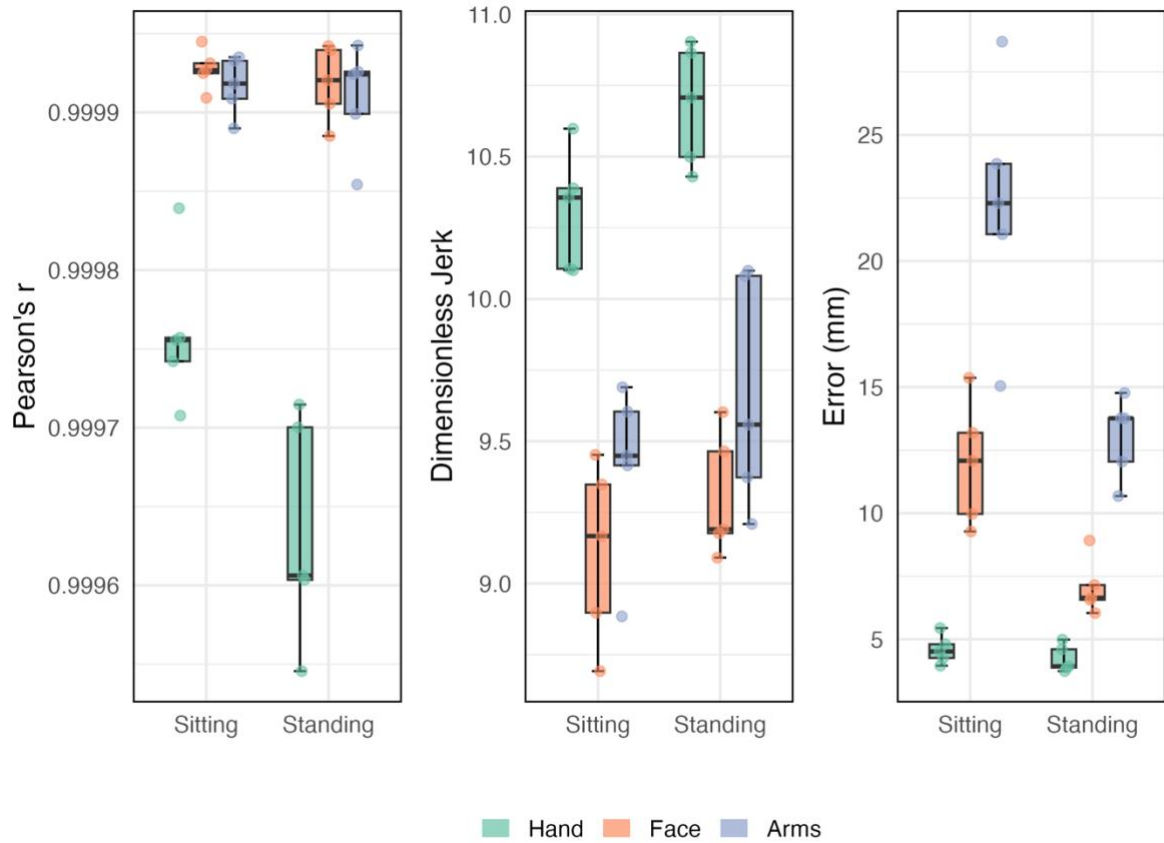 Pearson's r
0.9999
0.9998
0.9997
0.9996
Sitting Standing
Dimensionless Jerk
11.0
10.5
10.0
9.5
9.0
Sitting Standing
Error (mm)
25
20
15
10
5
Sitting Standing
Hand Face Arms